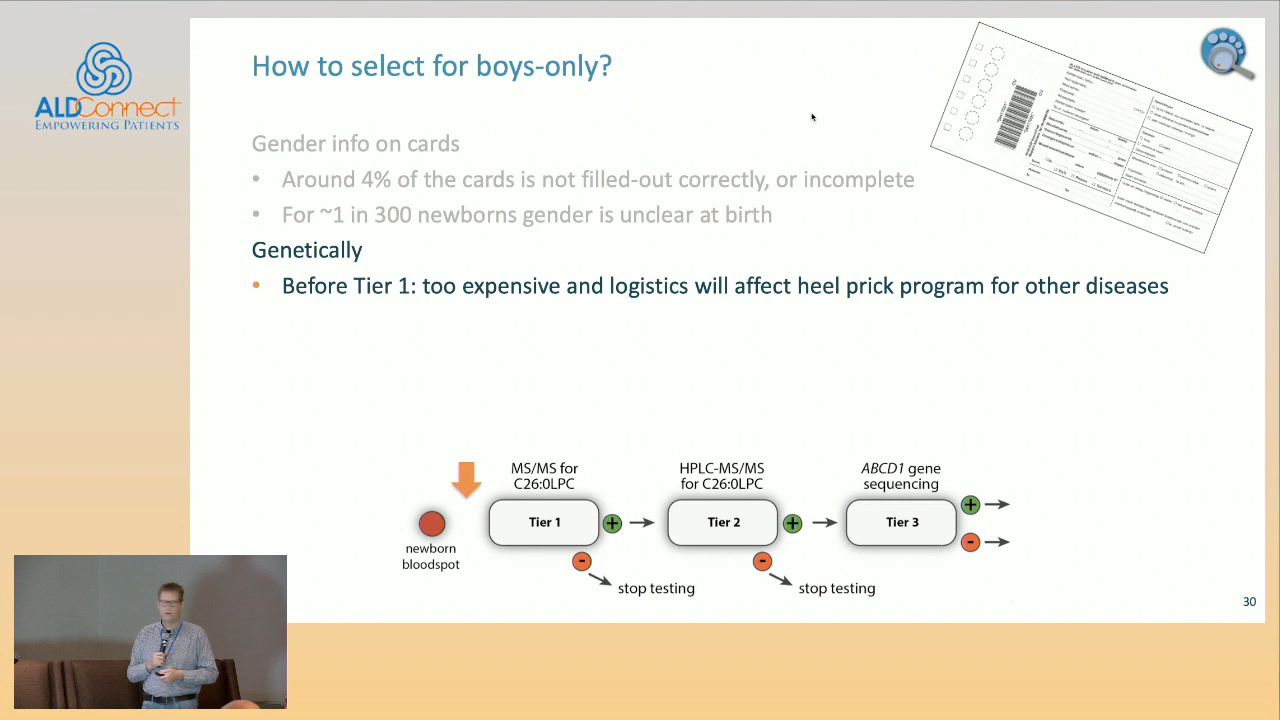 ALDConnect
EMPOWERING PATIENTS
How to select for boys-only?
Gender info on cards
• Around 4% of the cards is not filled-out correctly, or incomplete
• For ~1 in 300 newborns gender is unclear at birth
Genetically
• Before Tier 1: too expensive and logistics will affect heel prick program for other diseases
MS/MS for
C26:0LPC
HPLC-MS/MS
for C26:0LPC
ABCD1 gene
sequencing
Tier 1
+
Tier 2
+
Tier 3
+
-
newborn
bloodspot
-
stop testing
-
stop testing
30